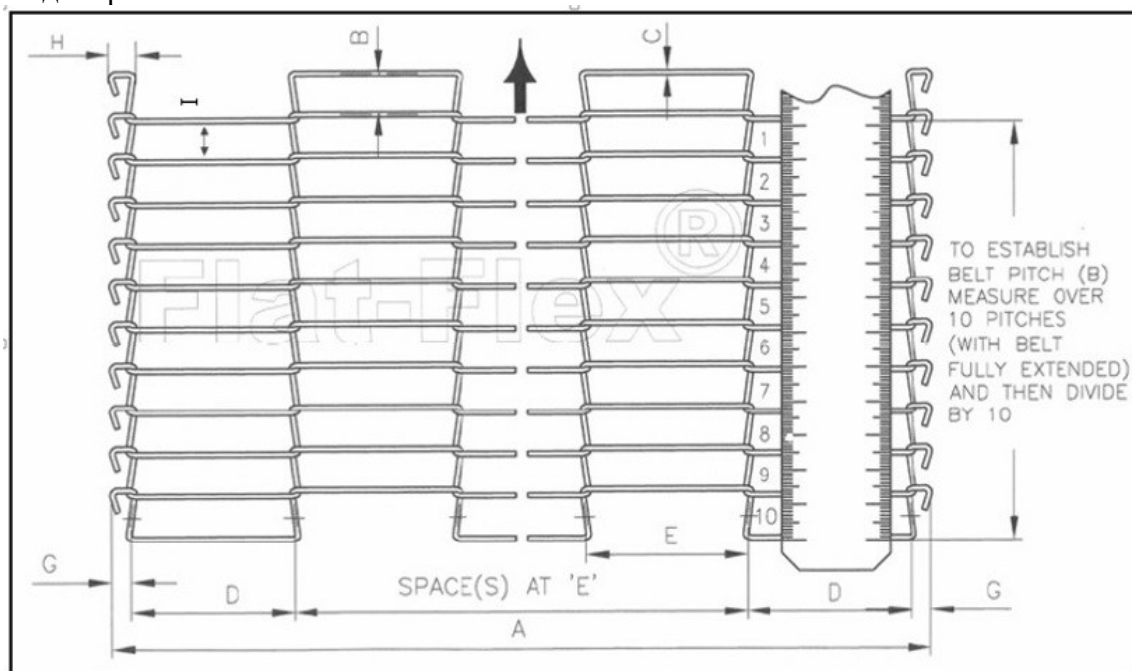 H
B
C
I
1
2
3
4
5
6
7
8
9
10
Flat-Flex®
TO ESTABLISH
BELT PITCH (B)
MEASURE OVER
10 PITCHES
(WITH BELT
FULLY EXTENDED)
AND THEN DIVIDE
BY 10
E
G
D
SPACE(S) AT 'E'
D
G
A